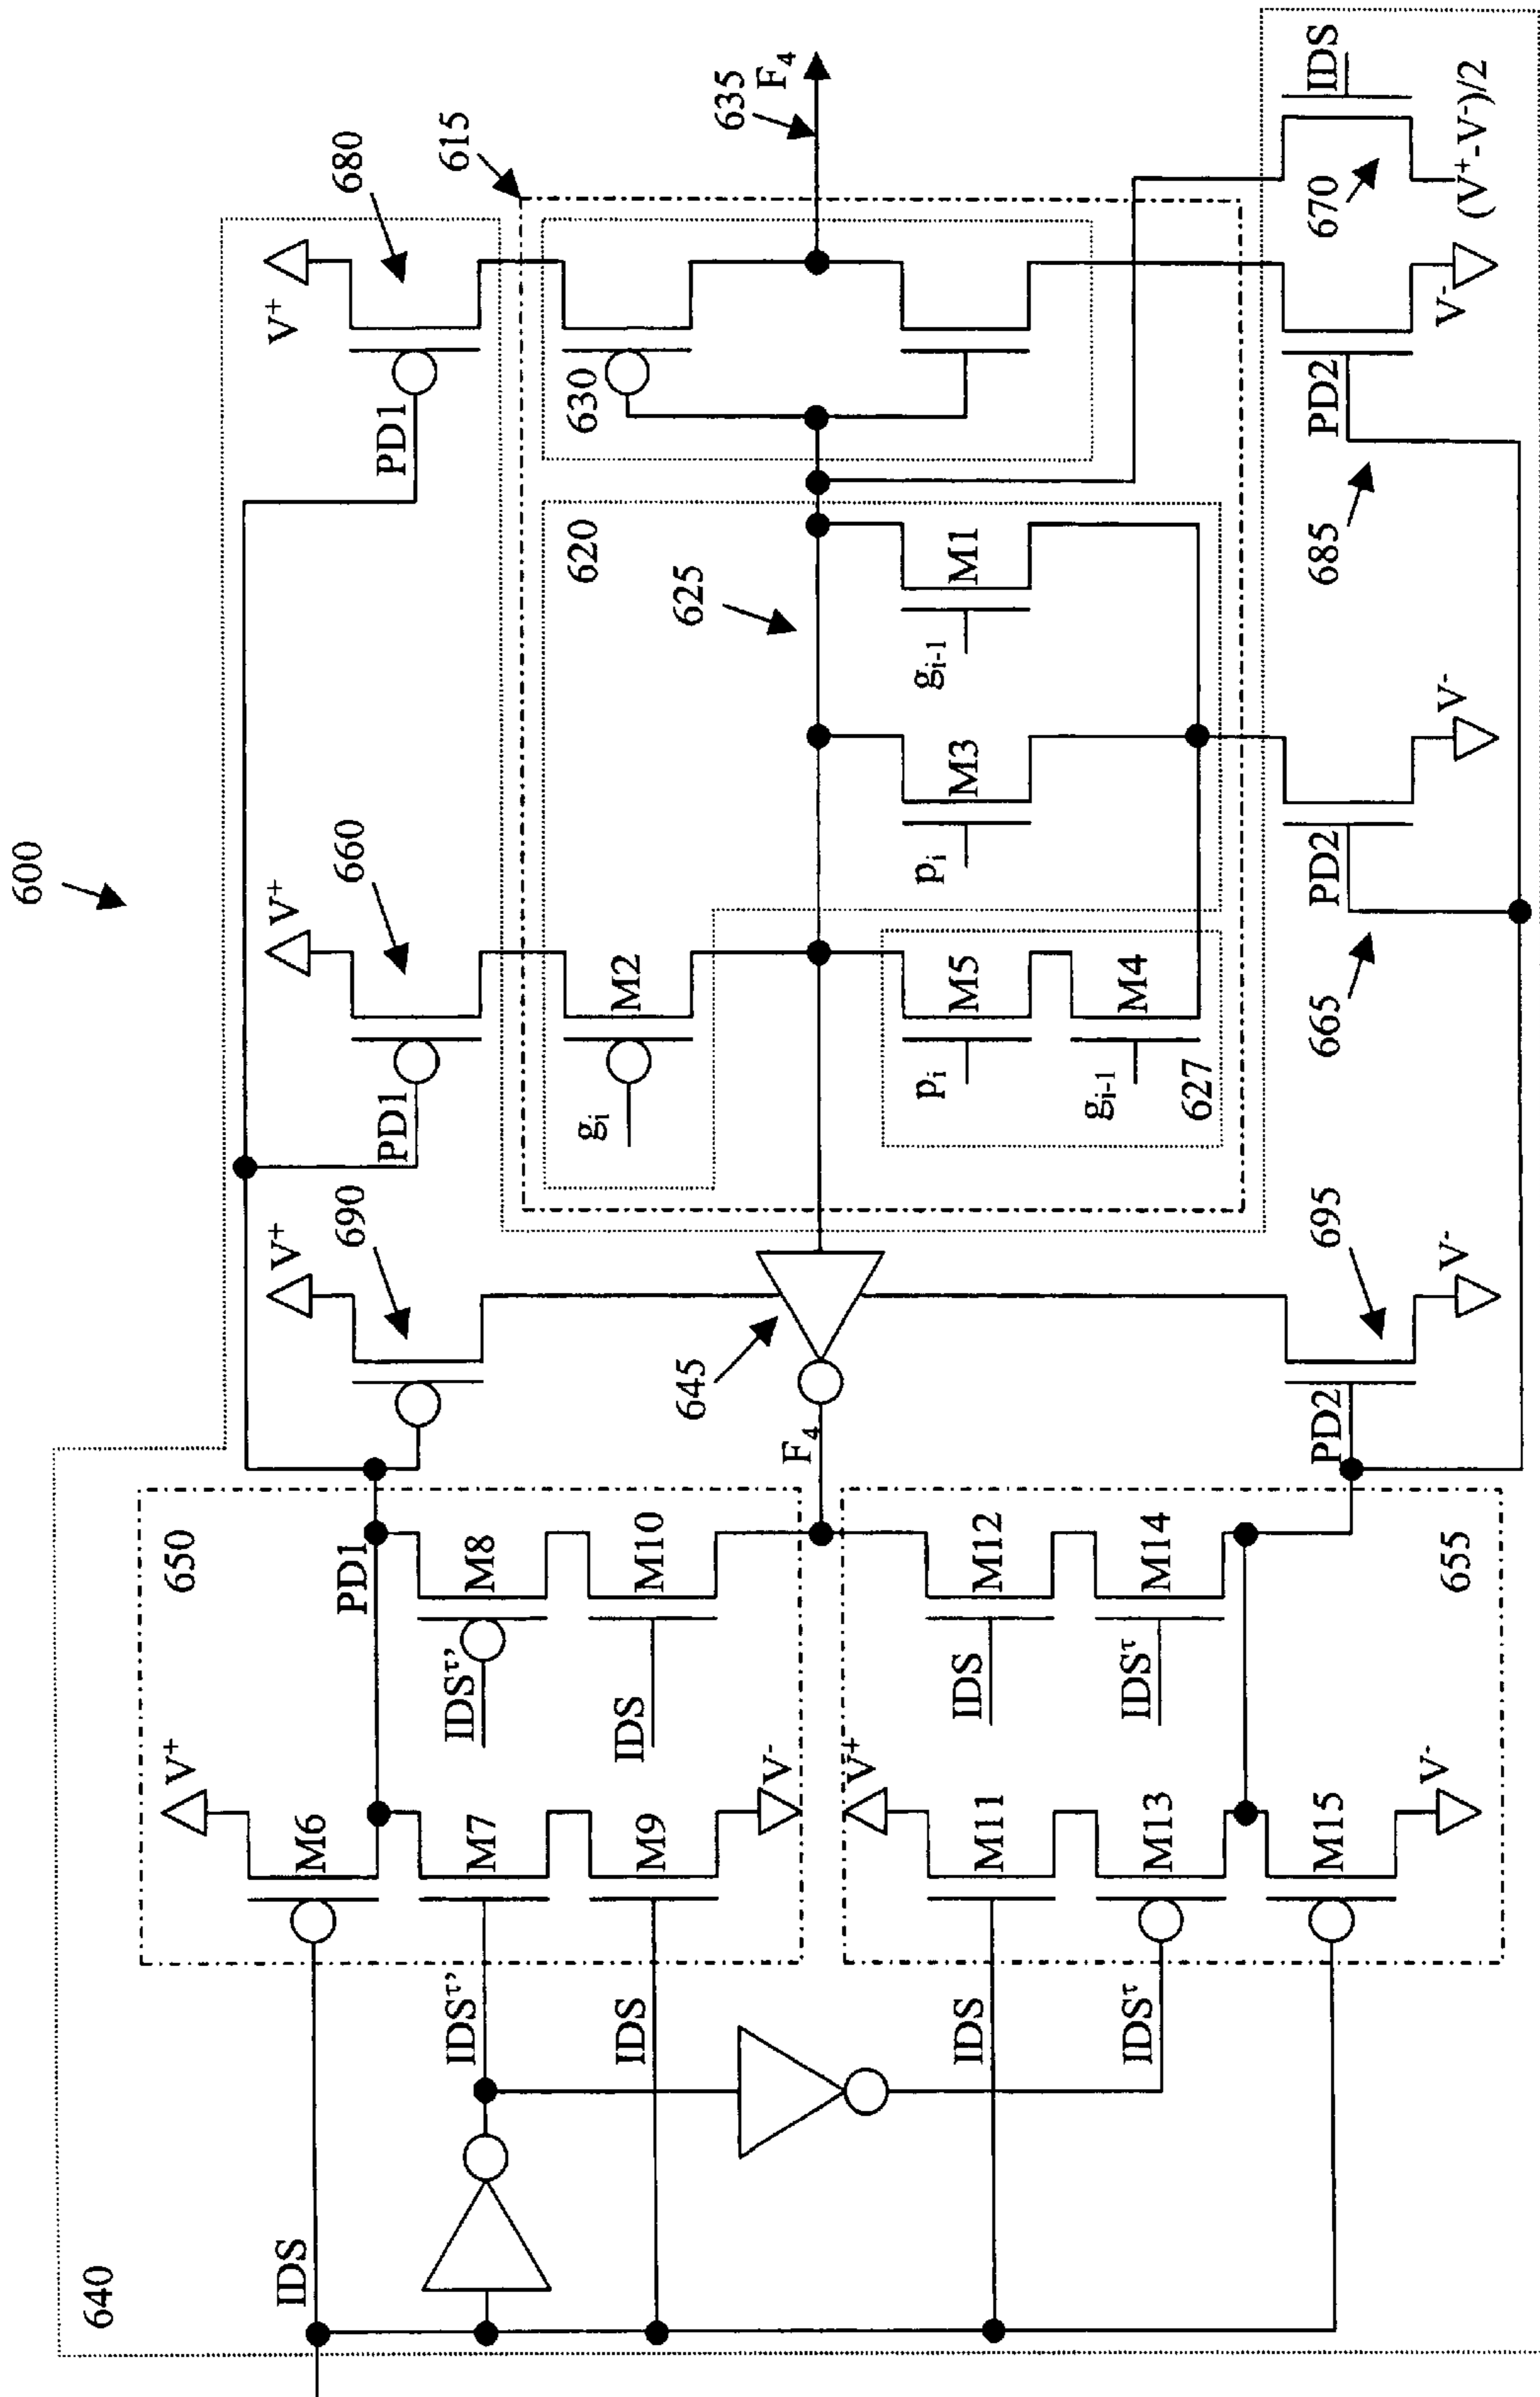 600
640
IDS
650
V⁺
M6
PD1
M7
M8
IDSτ'
IDSτ'
M9
M10
IDS
IDS
V⁻
F₄
645
690
V⁺
660
V⁺
PD1
680
V⁺
PD1
615
620
M2
gᵢ
625
630
635
F₄
M5
pᵢ
M4
gᵢ₋₁
627
M3
pᵢ
M1
gᵢ₋₁
V⁺
M11
M12
IDS
IDS
M13
M14
IDSτ
IDSτ
M15
V⁻
655
695
PD2
V⁻
665
PD2
V⁻
685
PD2
V⁻
670
IDS
(V⁺-V⁻)/2